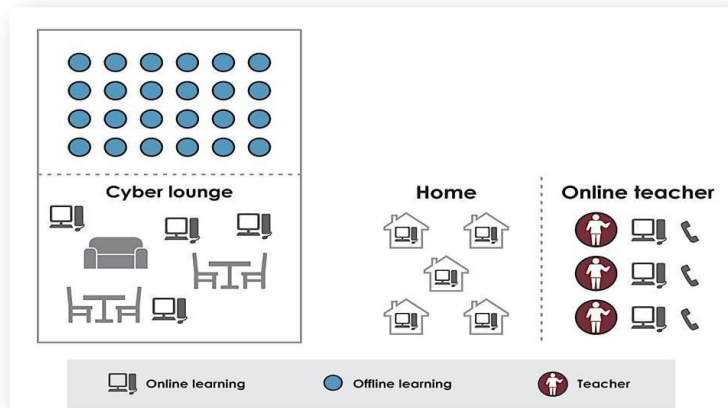 Cyber lounge
Home
Online teacher
Online learning
Offline learning
Teacher